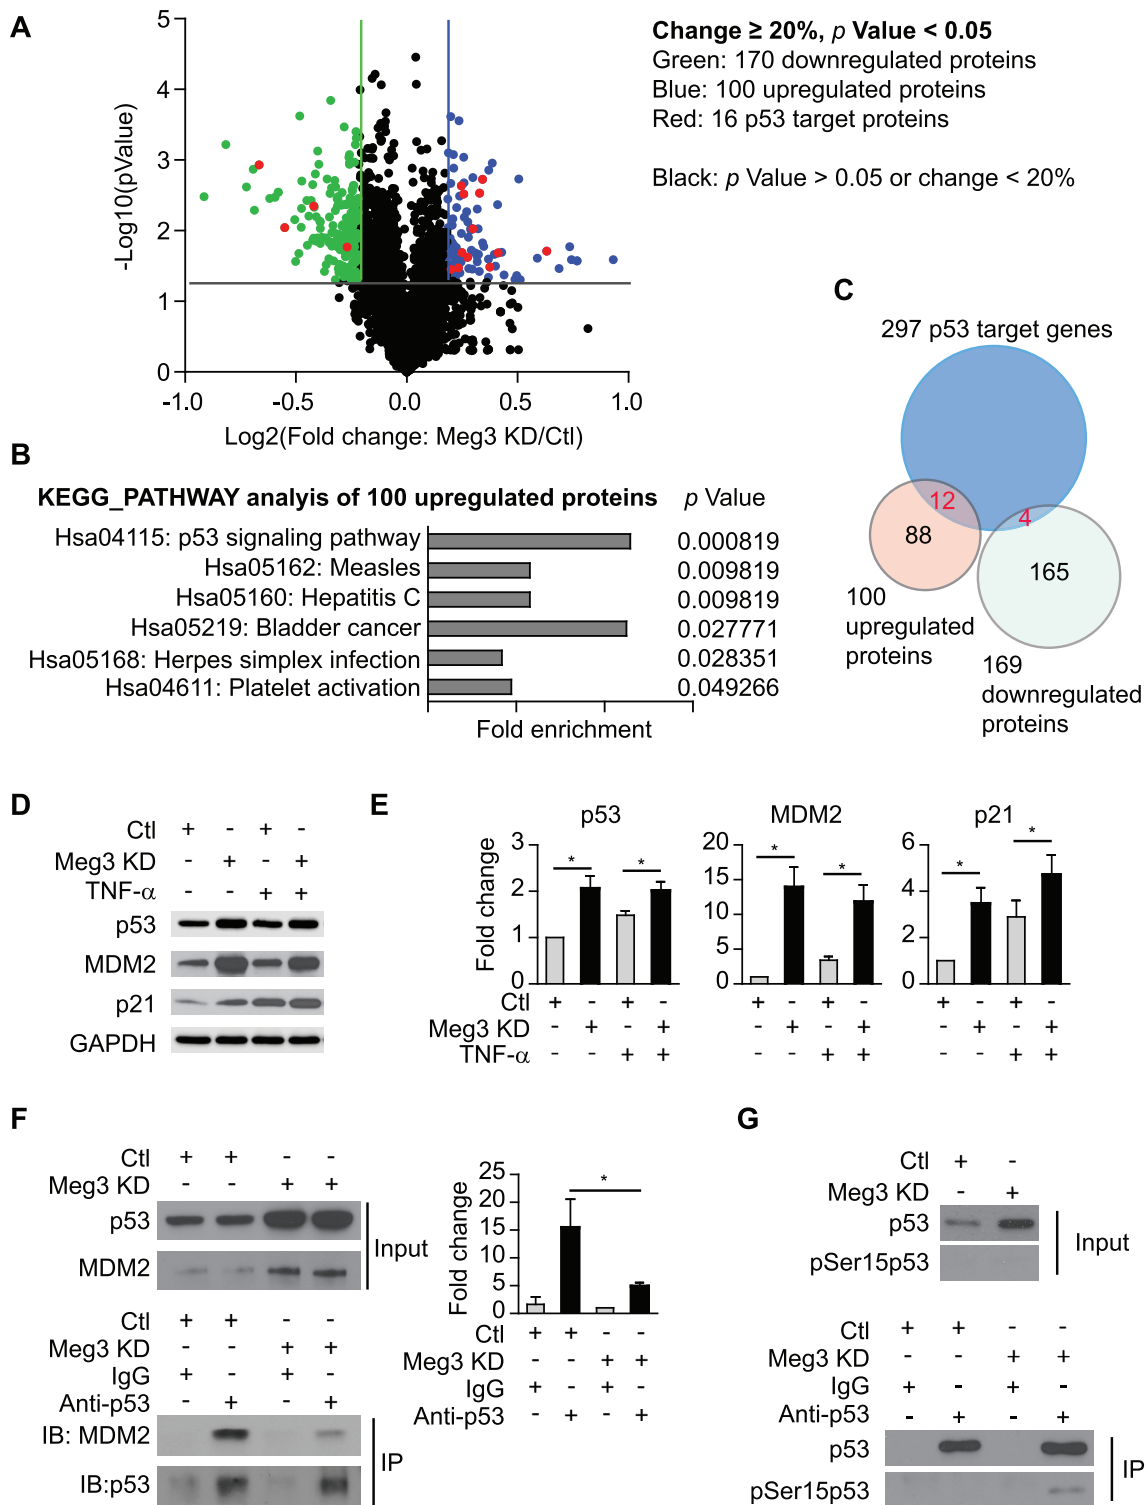 A
5
4
3
2
1
0
-Log10(pValue)
-1.0 -0.5 0.0 0.5 1.0
Log2(Fold change: Meg3 KD/Ctl)
Change ≥ 20%, p Value < 0.05
Green: 170 downregulated proteins
Blue: 100 upregulated proteins
Red: 16 p53 target proteins
Black: p Value > 0.05 or change < 20%
B
KEGG_PATHWAY analyis of 100 upregulated proteins p Value
Hsa04115: p53 signaling pathway 0.000819
Hsa05162: Measles 0.009819
Hsa05160: Hepatitis C 0.009819
Hsa05219: Bladder cancer 0.027771
Hsa05168: Herpes simplex infection 0.028351
Hsa04611: Platelet activation 0.049266
Fold enrichment
C
297 p53 target genes
12
4
88
165
100
upregulated
proteins
169
downregulated
proteins
D
Ctl + - + -
Meg3 KD - + - +
TNF-α - - + +
p53
MDM2
p21
GAPDH
E
p53 MDM2 p21
Fold change
3
2
1
0
* *
20
15
10
5
0
* *
6
4
2
0
* *
Ctl + - + - + - + - + - + -
Meg3 KD - + - + - + - + - + - +
TNF-α - - + + - - + + - - + +
F
Ctl + + - -
Meg3 KD - - + +
p53
MDM2
Input
Ctl + + - -
Meg3 KD - - + +
IgG + - + -
Anti-p53 - + - +
IB: MDM2
IB:p53
IP
Fold change
25
20
15
10
5
0
*
Ctl + + - -
Meg3 KD - - + +
IgG + - + -
Anti-p53 - + - +
G
Ctl + -
Meg3 KD - +
p53
pSer15p53
Input
Ctl + + - -
Meg3 KD - - + +
IgG + - + -
Anti-p53 - + - +
p53
pSer15p53
IP